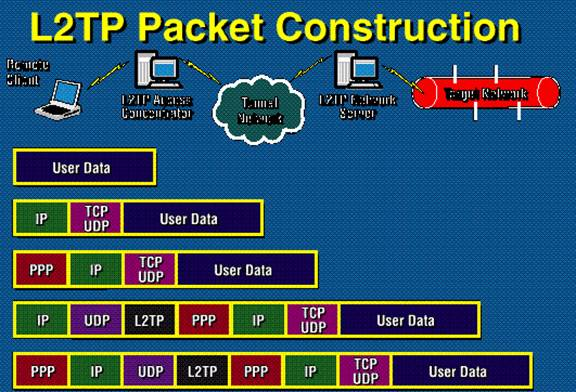 L2TP Packet Construction
Remote
Client
L2TP Access
Concentrator
Tunnel
Network
L2TP Network
Server
Target Network
User Data
IP TCP UDP User Data
PPP IP TCP UDP User Data
IP UDP L2TP PPP IP TCP UDP User Data
PPP IP UDP L2TP PPP IP TCP UDP User Data